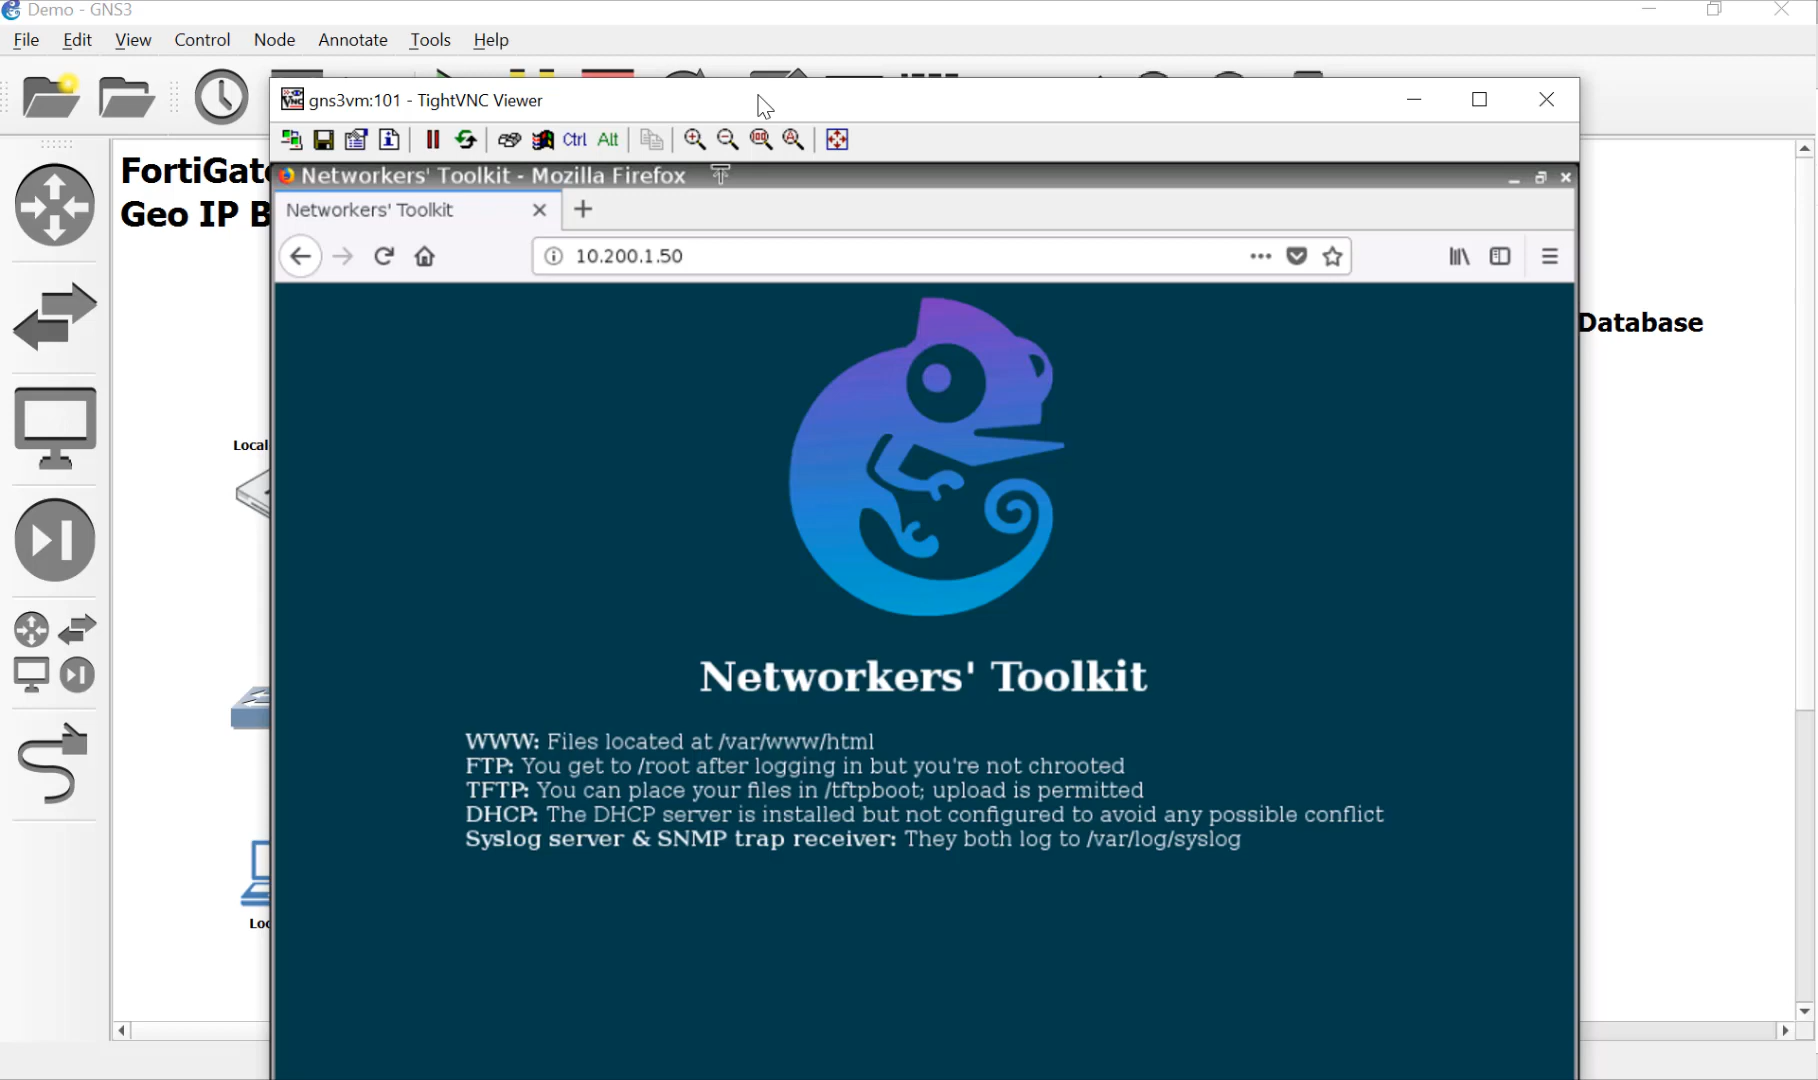 Demo - GNS3
File Edit View Control Node Annotate Tools Help
gns3vm:101 - TightVNC Viewer
Ctrl Alt
FortiGate
Geo IP B
Networkers' Toolkit - Mozilla Firefox
Networkers' Toolkit
10.200.1.50
Database
Local
Networkers' Toolkit
WWW: Files located at /var/www/html
FTP: You get to /root after logging in but you're not chrooted
TFTP: You can place your files in /tftpboot; upload is permitted
DHCP: The DHCP server is installed but not configured to avoid any possible conflict
Syslog server & SNMP trap receiver: They both log to /var/log/syslog
Loc